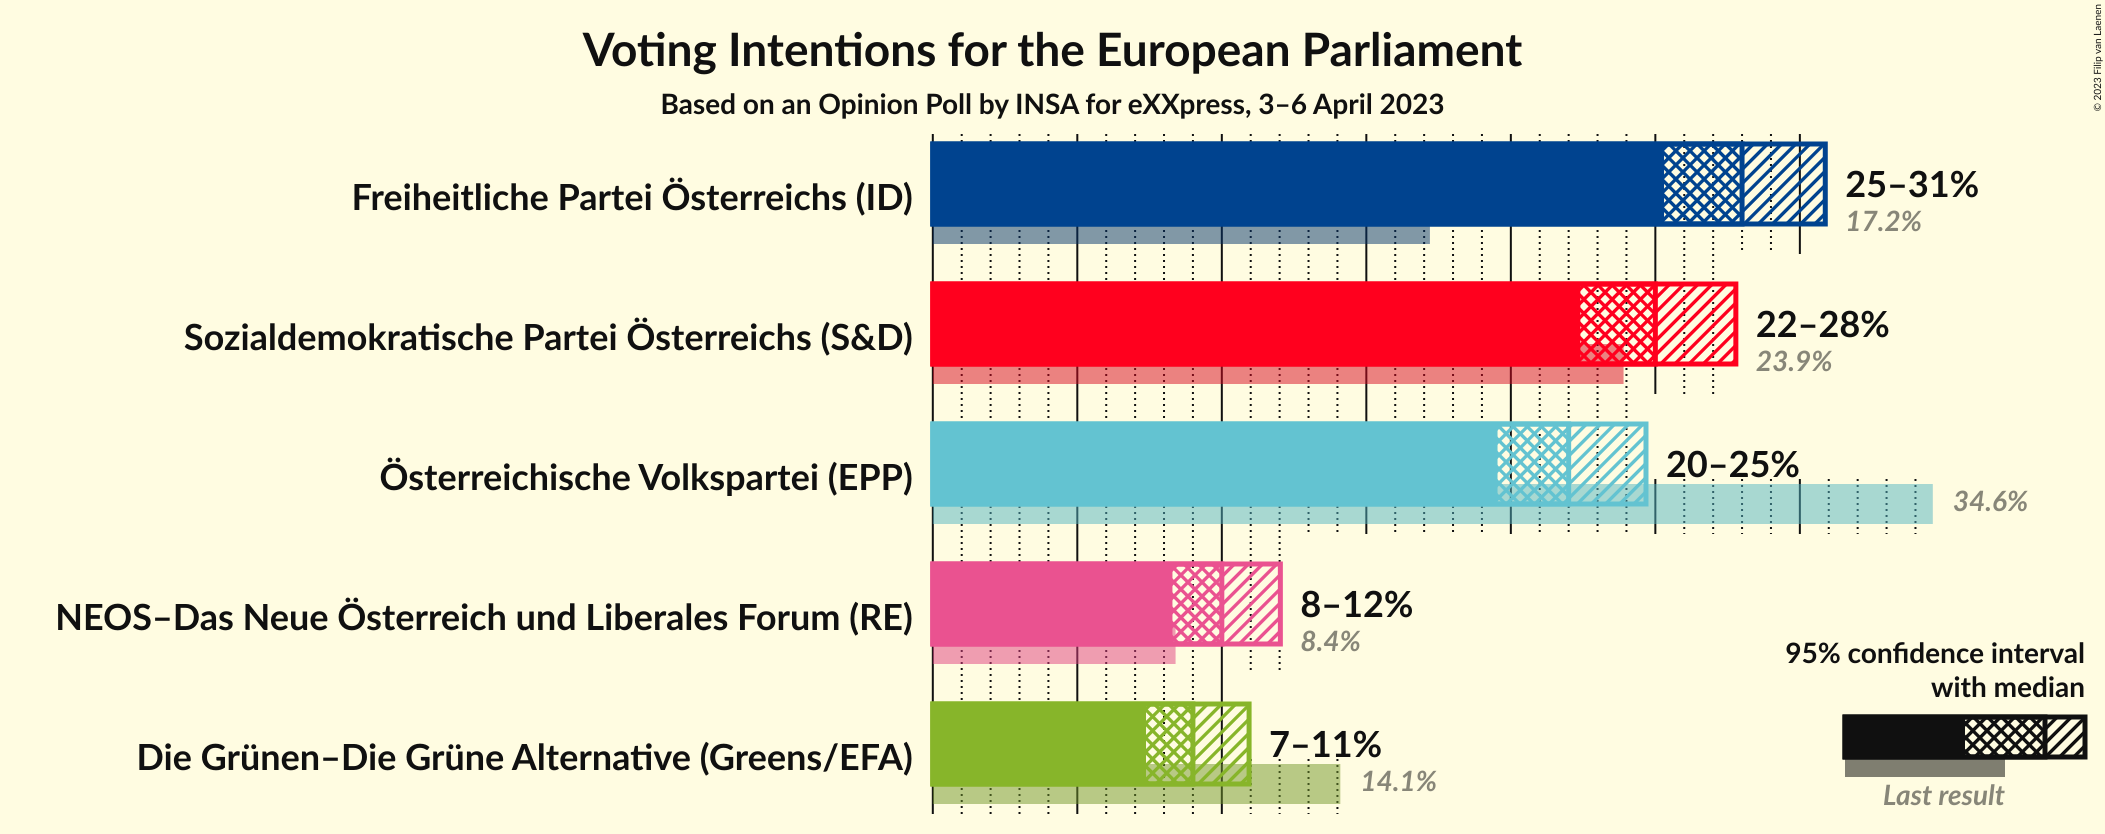 Voting Intentions for the European Parliament
Based on an Opinion Poll by INSA for eXXpress, 3–6 April 2023
© 2023 Filip van Laenen
Freiheitliche Partei Österreichs (ID)
25–31%
17.2%
Sozialdemokratische Partei Österreichs (S&D)
22–28%
23.9%
Österreichische Volkspartei (EPP)
20–25%
34.6%
NEOS–Das Neue Österreich und Liberales Forum (RE)
8–12%
8.4%
Die Grünen–Die Grüne Alternative (Greens/EFA)
7–11%
14.1%
95% confidence interval
with median
Last result